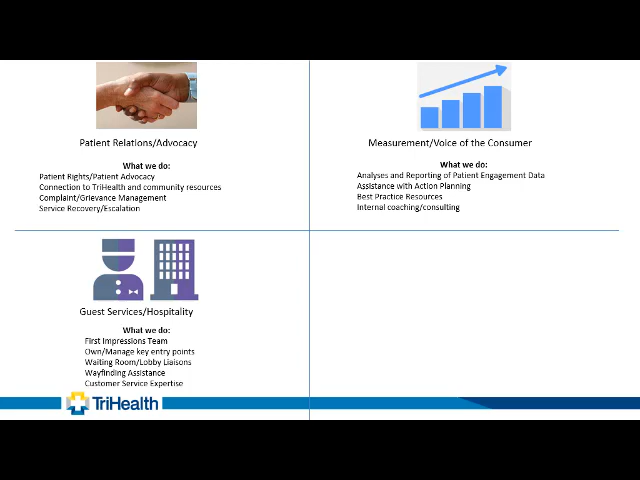 Patient Relations/Advocacy
What we do:
Patient Rights/Patient Advocacy
Connection to TriHealth and community resources
Complaint/Grievance Management
Service Recovery/Escalation
Measurement/Voice of the Consumer
What we do:
Analyses and Reporting of Patient Engagement Data
Assistance with Action Planning
Best Practice Resources
Internal coaching/consulting
Guest Services/Hospitality
What we do:
First Impressions Team
Own/Manage key entry points
Waiting Room/Lobby Liaisons
Wayfinding Assistance
Customer Service Expertise
TriHealth